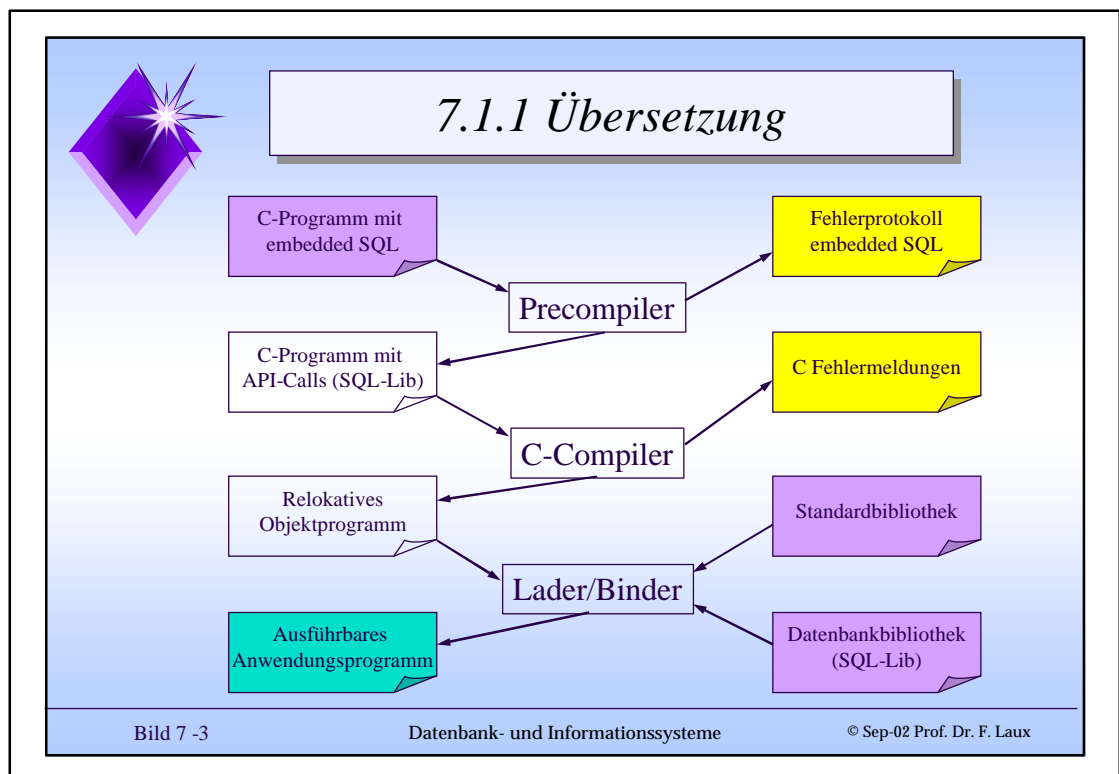 7.1.1 Übersetzung
C-Programm mit
embedded SQL
Fehlerprotokoll
embedded SQL
Precompiler
C-Programm mit
API-Calls (SQL-Lib)
C Fehlermeldungen
C-Compiler
Relokatives
Objektprogramm
Standardbibliothek
Lader/Binder
Ausführbares
Anwendungsprogramm
Datenbankbibliothek
(SQL-Lib)
Bild 7 -3
Datenbank- und Informationssysteme
© Sep-02 Prof. Dr. F. Laux